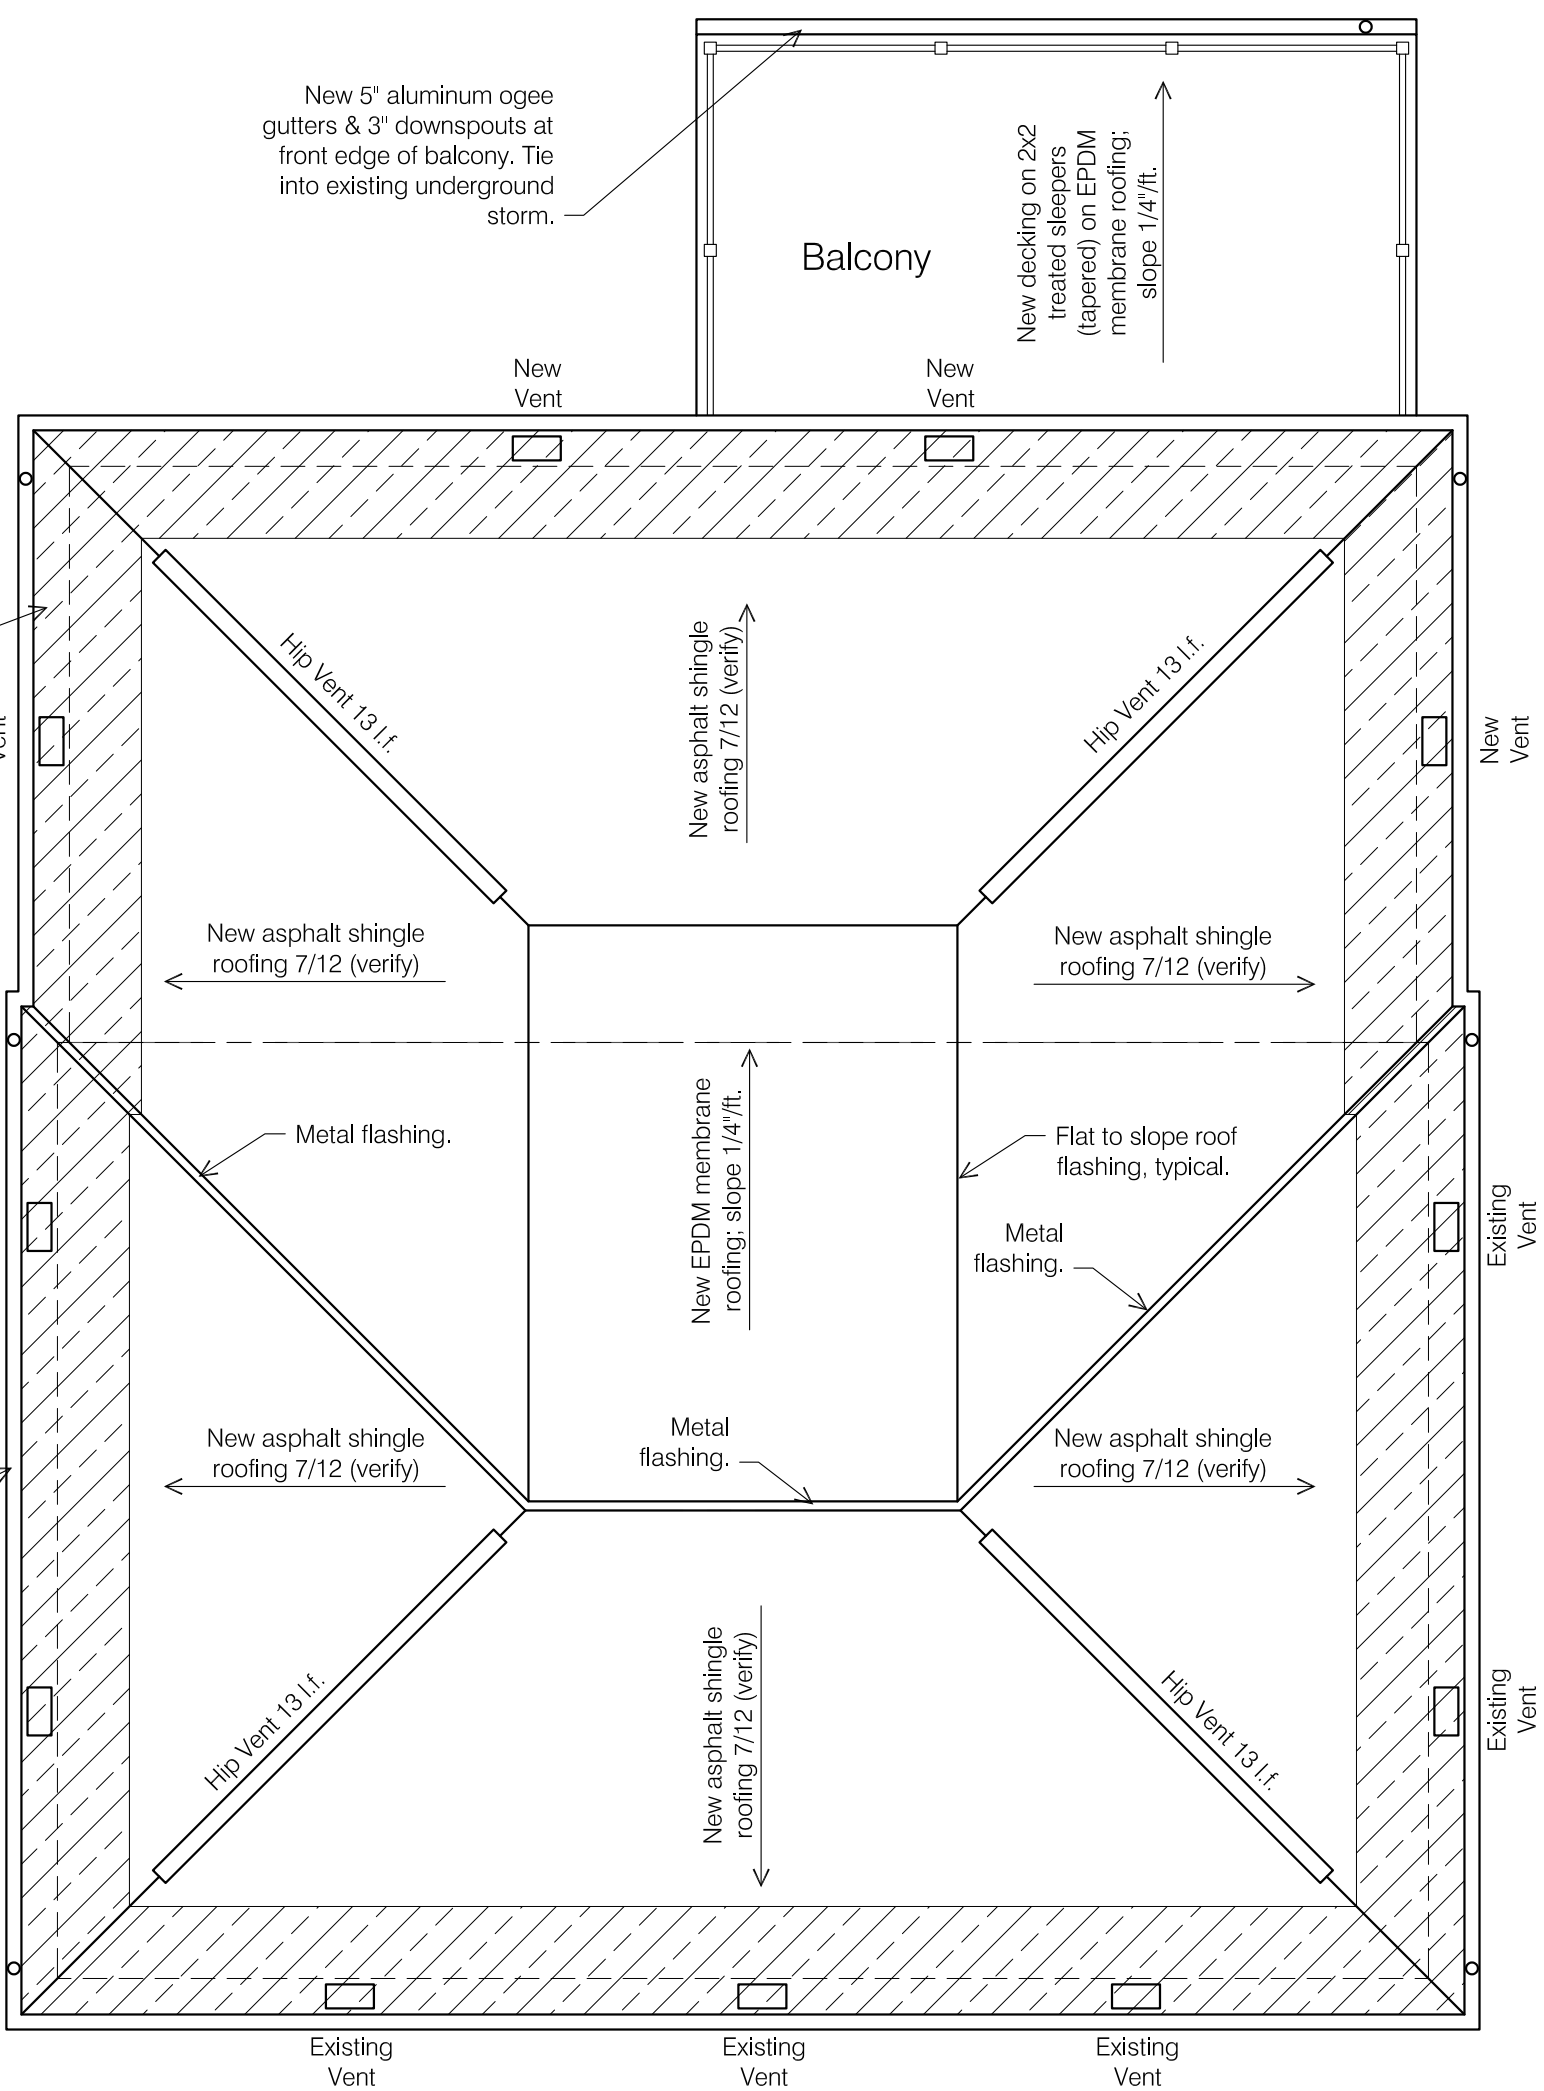 New 5" aluminum ogee
gutters & 3" downspouts at
front edge of balcony. Tie
into existing underground
storm.
Balcony
New decking on 2x2
treated sleepers
(tapered) on EPDM
membrane roofing;
slope 1/4"/ft.
New
Vent
New
Vent
Hip Vent 13 l.f.
New asphalt shingle
roofing 7/12 (verify)
Hip Vent 13 l.f.
Vent
New
Vent
New asphalt shingle
roofing 7/12 (verify)
New asphalt shingle
roofing 7/12 (verify)
Metal flashing.
New EPDM membrane
roofing; slope 1/4"/ft.
Flat to slope roof
flashing, typical.
Metal
flashing.
Existing
Vent
New asphalt shingle
roofing 7/12 (verify)
Metal
flashing.
New asphalt shingle
roofing 7/12 (verify)
Hip Vent 13 l.f.
New asphalt shingle
roofing 7/12 (verify)
Hip Vent 13 l.f.
Existing
Vent
Existing
Vent
Existing
Vent
Existing
Vent